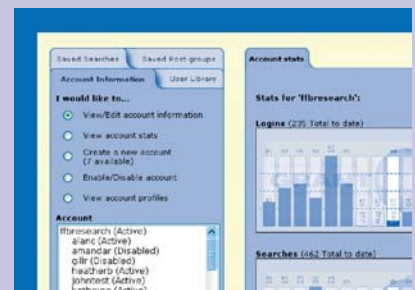 Saved Searches
Saved Post groups
Account Information
User Library
I would like to...
View/Edit account information
View account stats
Create a new account
(7 available)
Enable/Disable account
View account profiles
Account
ffbresearch (Active)
alanc (Active)
amandar (Disabled)
gillr (Disabled)
heatherb (Active)
johntest (Active)
Account stats
Stats for 'ffbresearch':
Logins (235 Total to date)
Searches (462 Total to date)